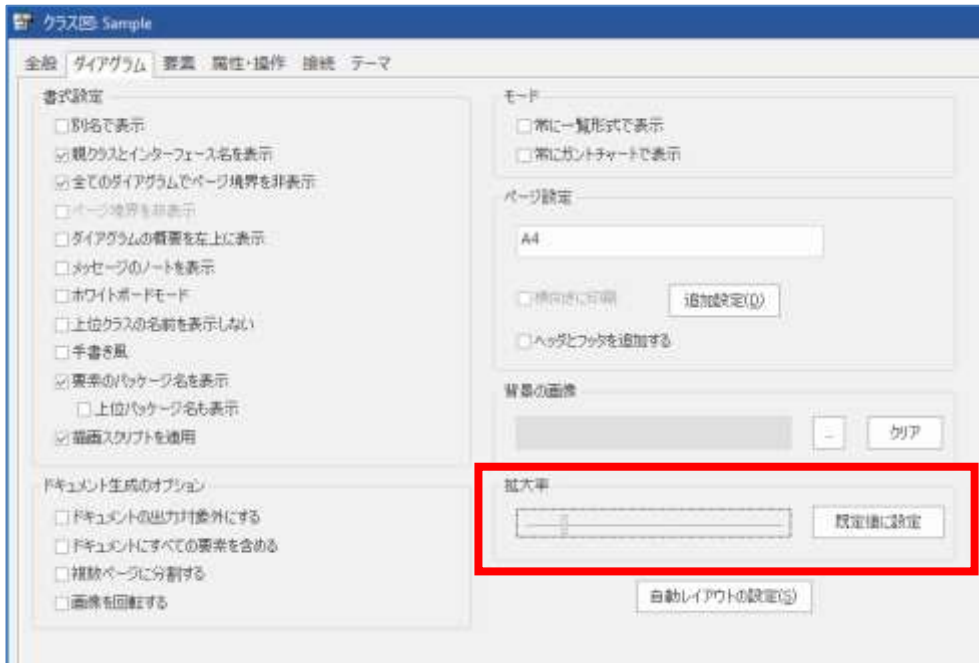 クラス図: Sample
全般 ダイアグラム 要素 属性・操作 接続 テーマ
書式設定
別名で表示
親クラスとインターフェース名を表示
全てのダイアグラムでページ境界を非表示
ページ境界を非表示
ダイアグラムの概要を左上に表示
メッセージのノートを表示
ホワイトボードモード
上位クラスの名前を表示しない
手書き風
要素のパッケージ名を表示
上位パッケージ名も表示
描画スクリプトを適用
ドキュメント生成のオプション
ドキュメントの出力対象外にする
ドキュメントにすべての要素を含める
複数ページに分割する
画像を回転する
モード
常に一覧形式で表示
常にガントチャートで表示
ページ設定
A4
横向きに印刷 追加設定(D)
ヘッダとフッタを追加する
背景の画像
... クリア
拡大率
既定値に設定
自動レイアウトの設定(S)